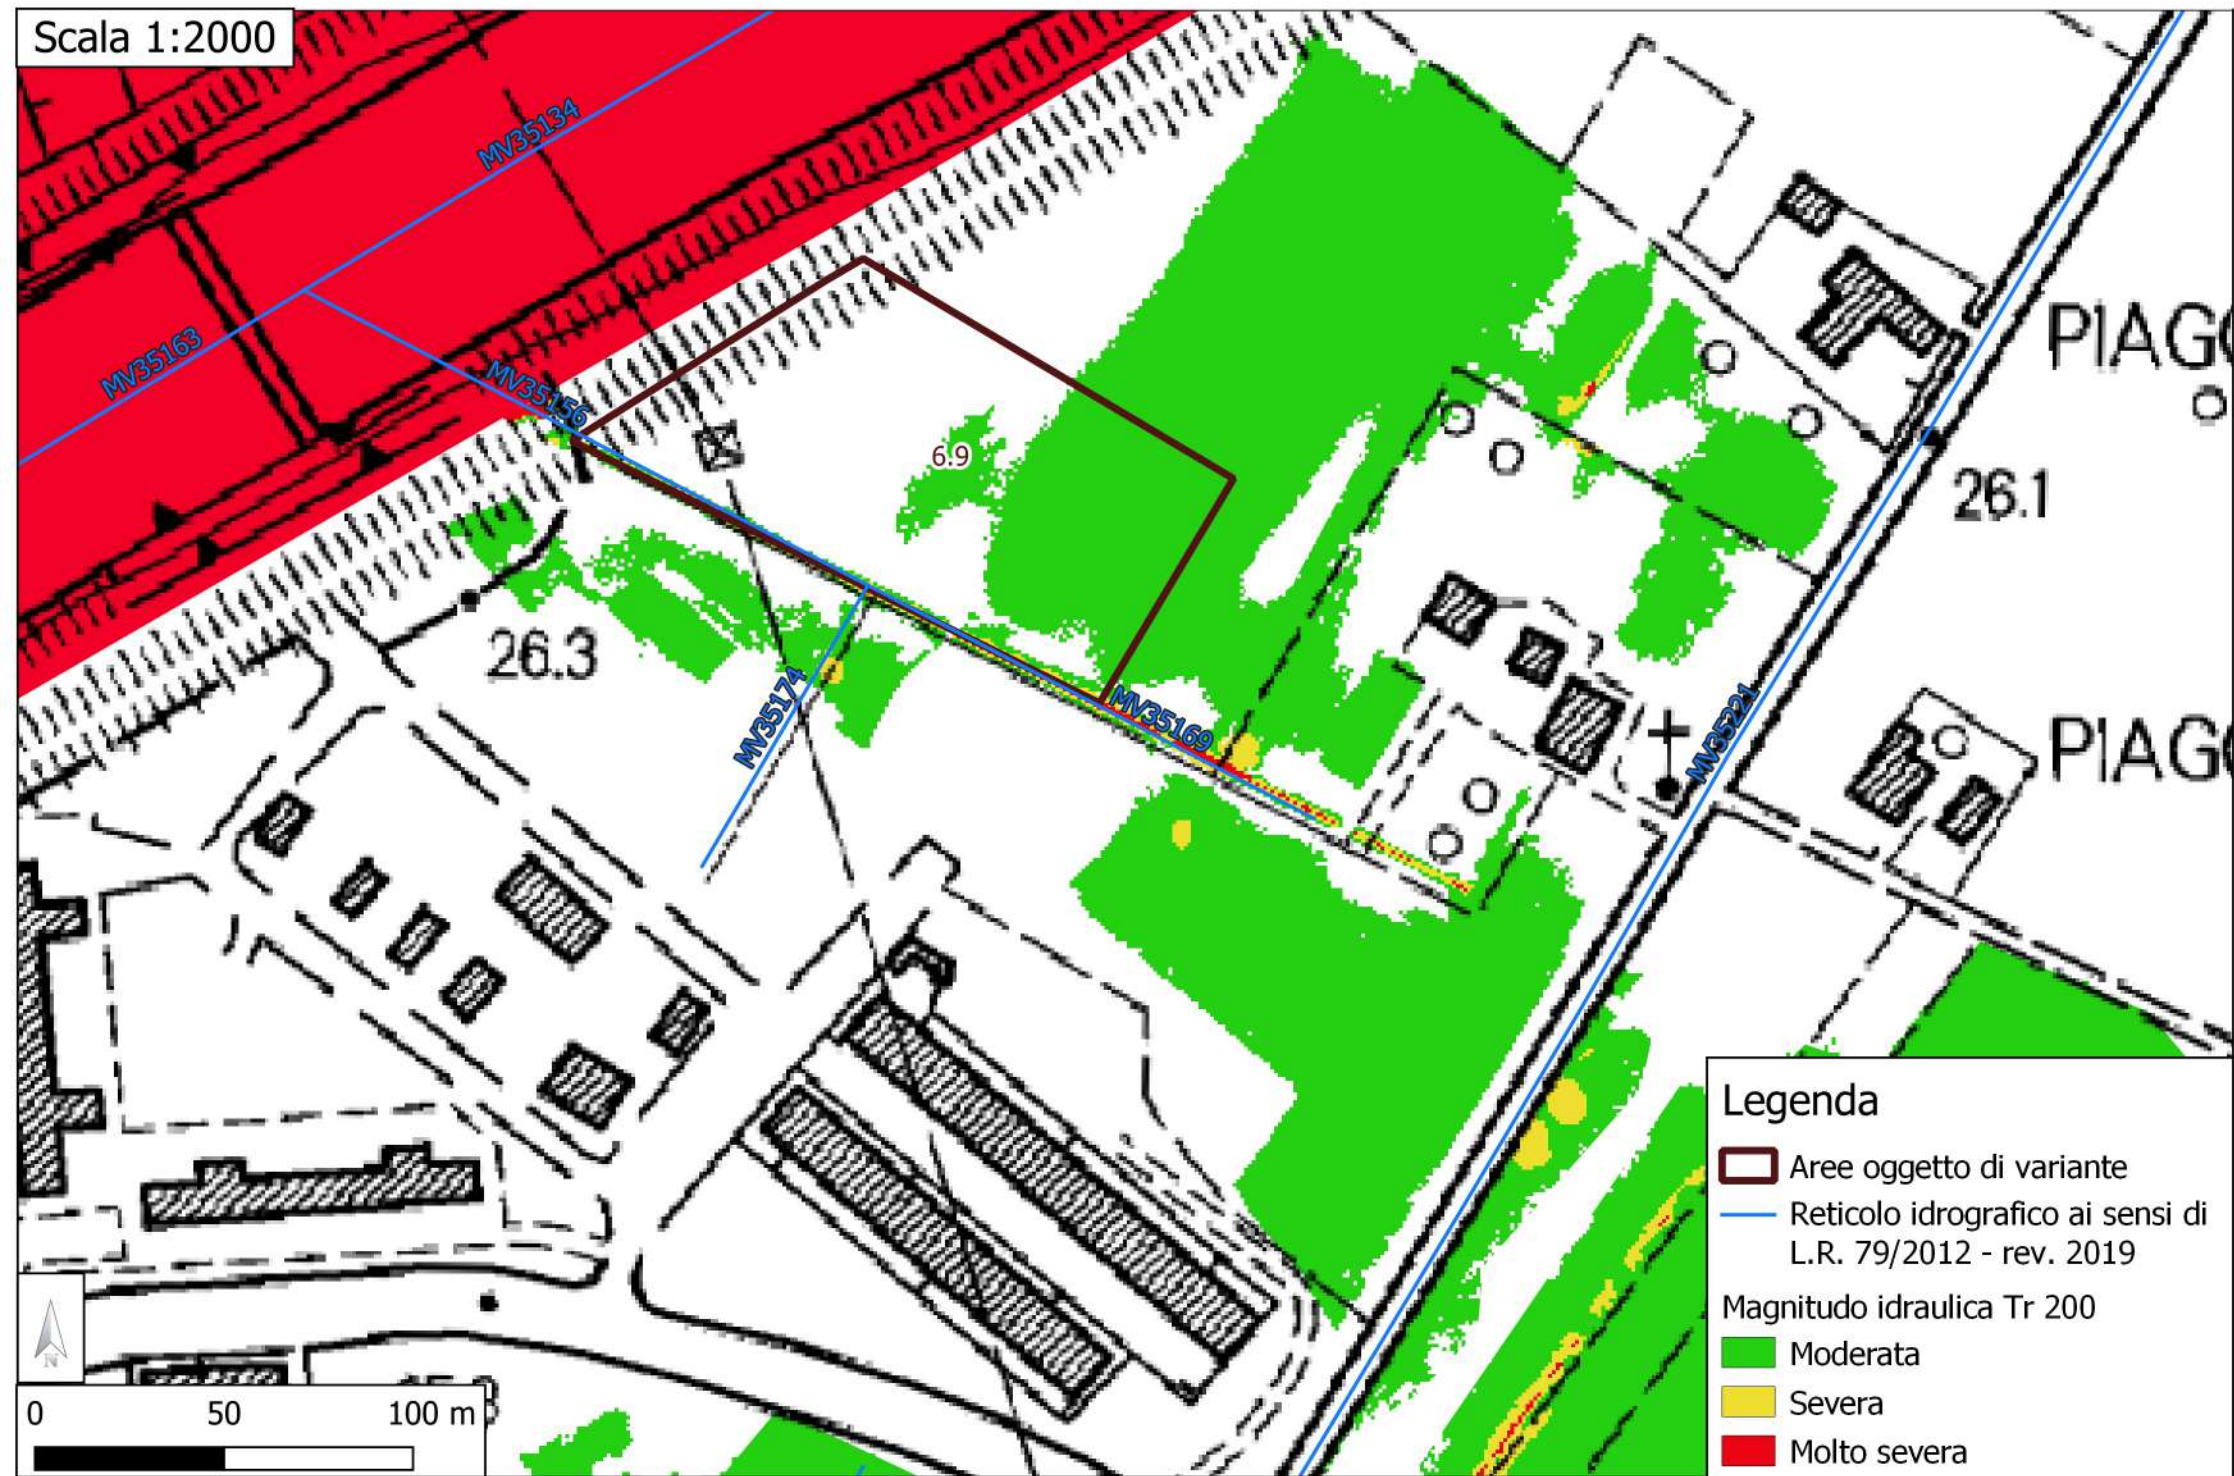 Scala 1:2000
MV35134
MV35163
MV35156
6.9
PIAG
26.1
26.3
MV35174
MV35169
MV35221
PIAG
Legenda
Aree oggetto di variante
Reticolo idrografico ai sensi di
L.R. 79/2012 - rev. 2019
Magnitudo idraulica Tr 200
Moderata
Severa
Molto severa
N
0 50 100 m